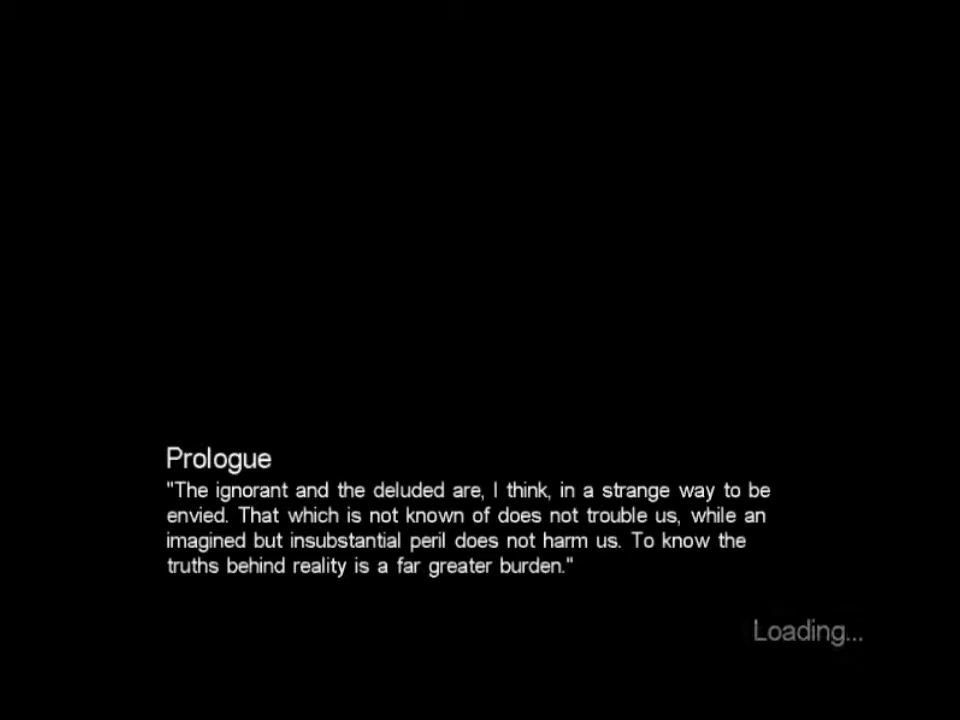 Prologue
"The ignorant and the deluded are, I think, in a strange way to be
envied. That which is not known of does not trouble us, while an
imagined but insubstantial peril does not harm us. To know the
truths behind reality is a far greater burden."
Loading...